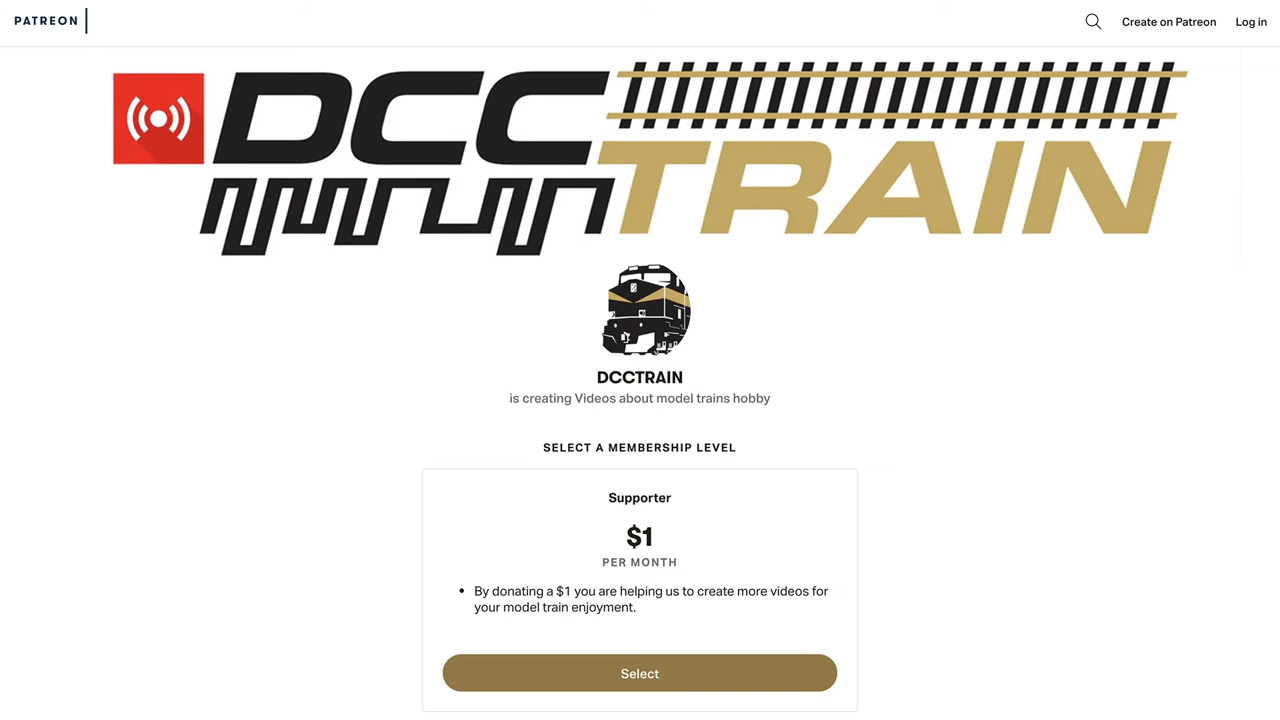 PATREON
Create on Patreon
Log in
DCC
TRAIN
DCCTRAIN
is creating Videos about model trains hobby
SELECT A MEMBERSHIP LEVEL
Supporter
$1
PER MONTH
• By donating a $1 you are helping us to create more videos for
your model train enjoyment.
Select